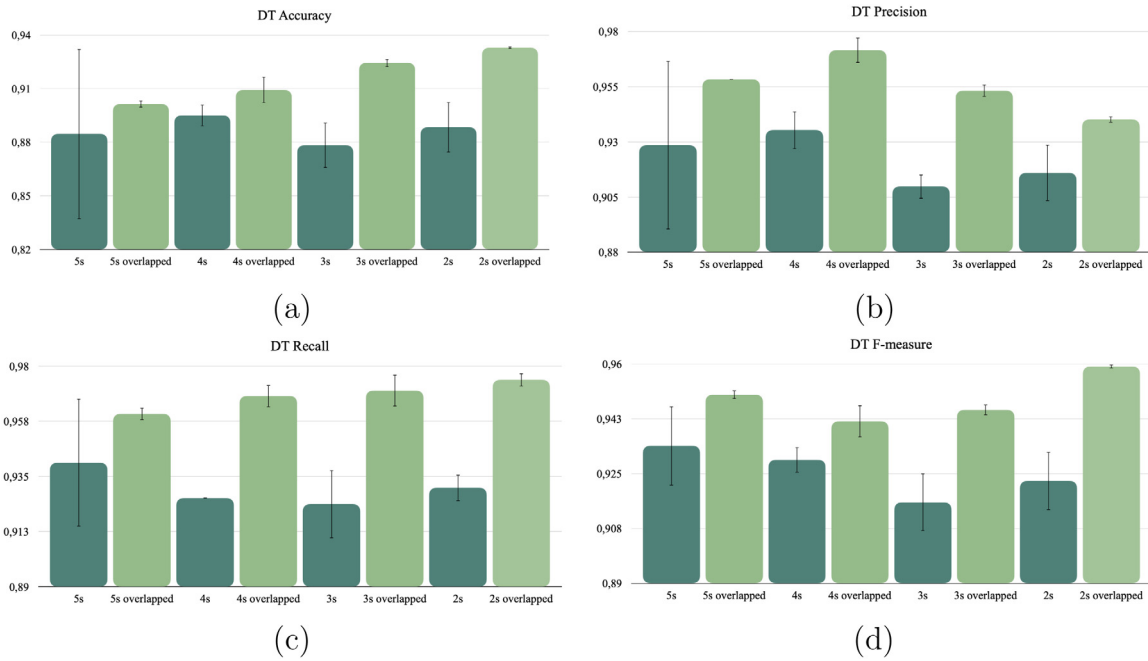 DT Accuracy
0,94
0,91
0,88
0,85
0,82
5s 5s overlapped 4s 4s overlapped 3s 3s overlapped 2s 2s overlapped
(a)
DT Precision
0,98
0,955
0,93
0,905
0,88
5s 5s overlapped 4s 4s overlapped 3s 3s overlapped 2s 2s overlapped
(b)
DT Recall
0,98
0,958
0,935
0,913
0,89
5s 5s overlapped 4s 4s overlapped 3s 3s overlapped 2s 2s overlapped
(c)
DT F-measure
0,96
0,943
0,925
0,908
0,89
5s 5s overlapped 4s 4s overlapped 3s 3s overlapped 2s 2s overlapped
(d)